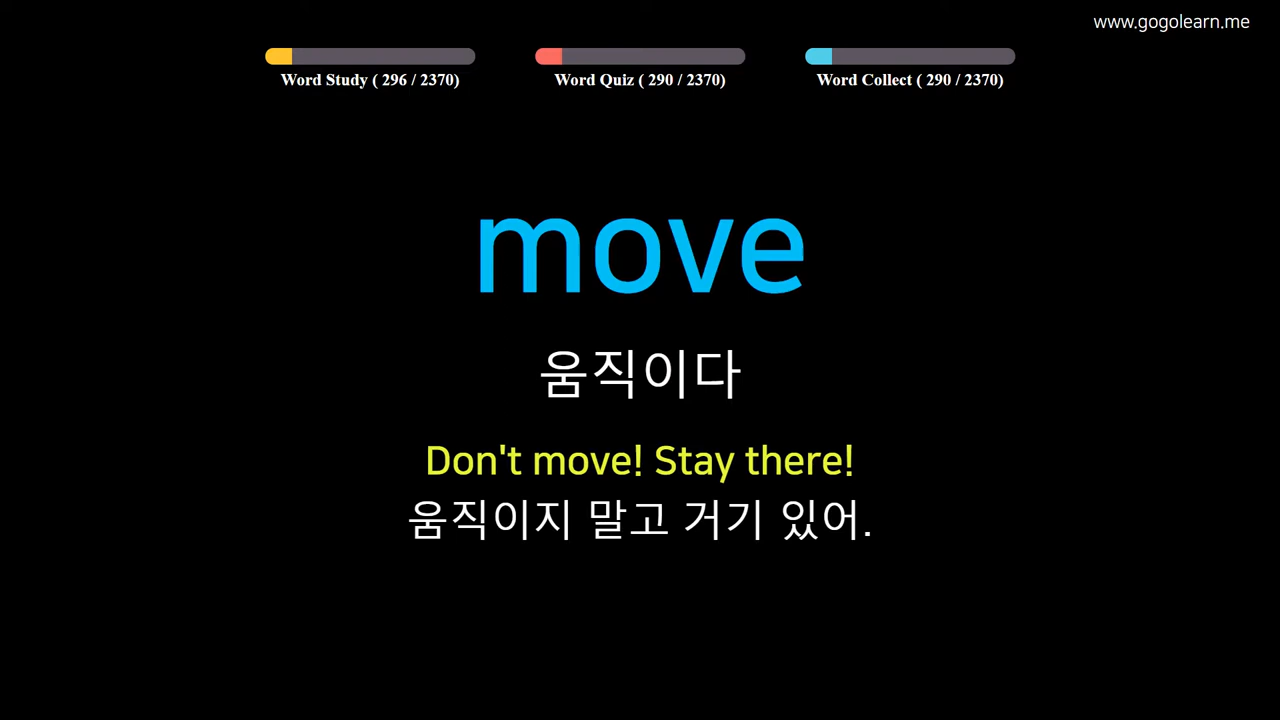 www.gogolearn.me
Word Study ( 296 / 2370)
Word Quiz ( 290 / 2370)
Word Collect ( 290 / 2370)
move
움직이다
Don't move! Stay there!
움직이지 말고 거기 있어.